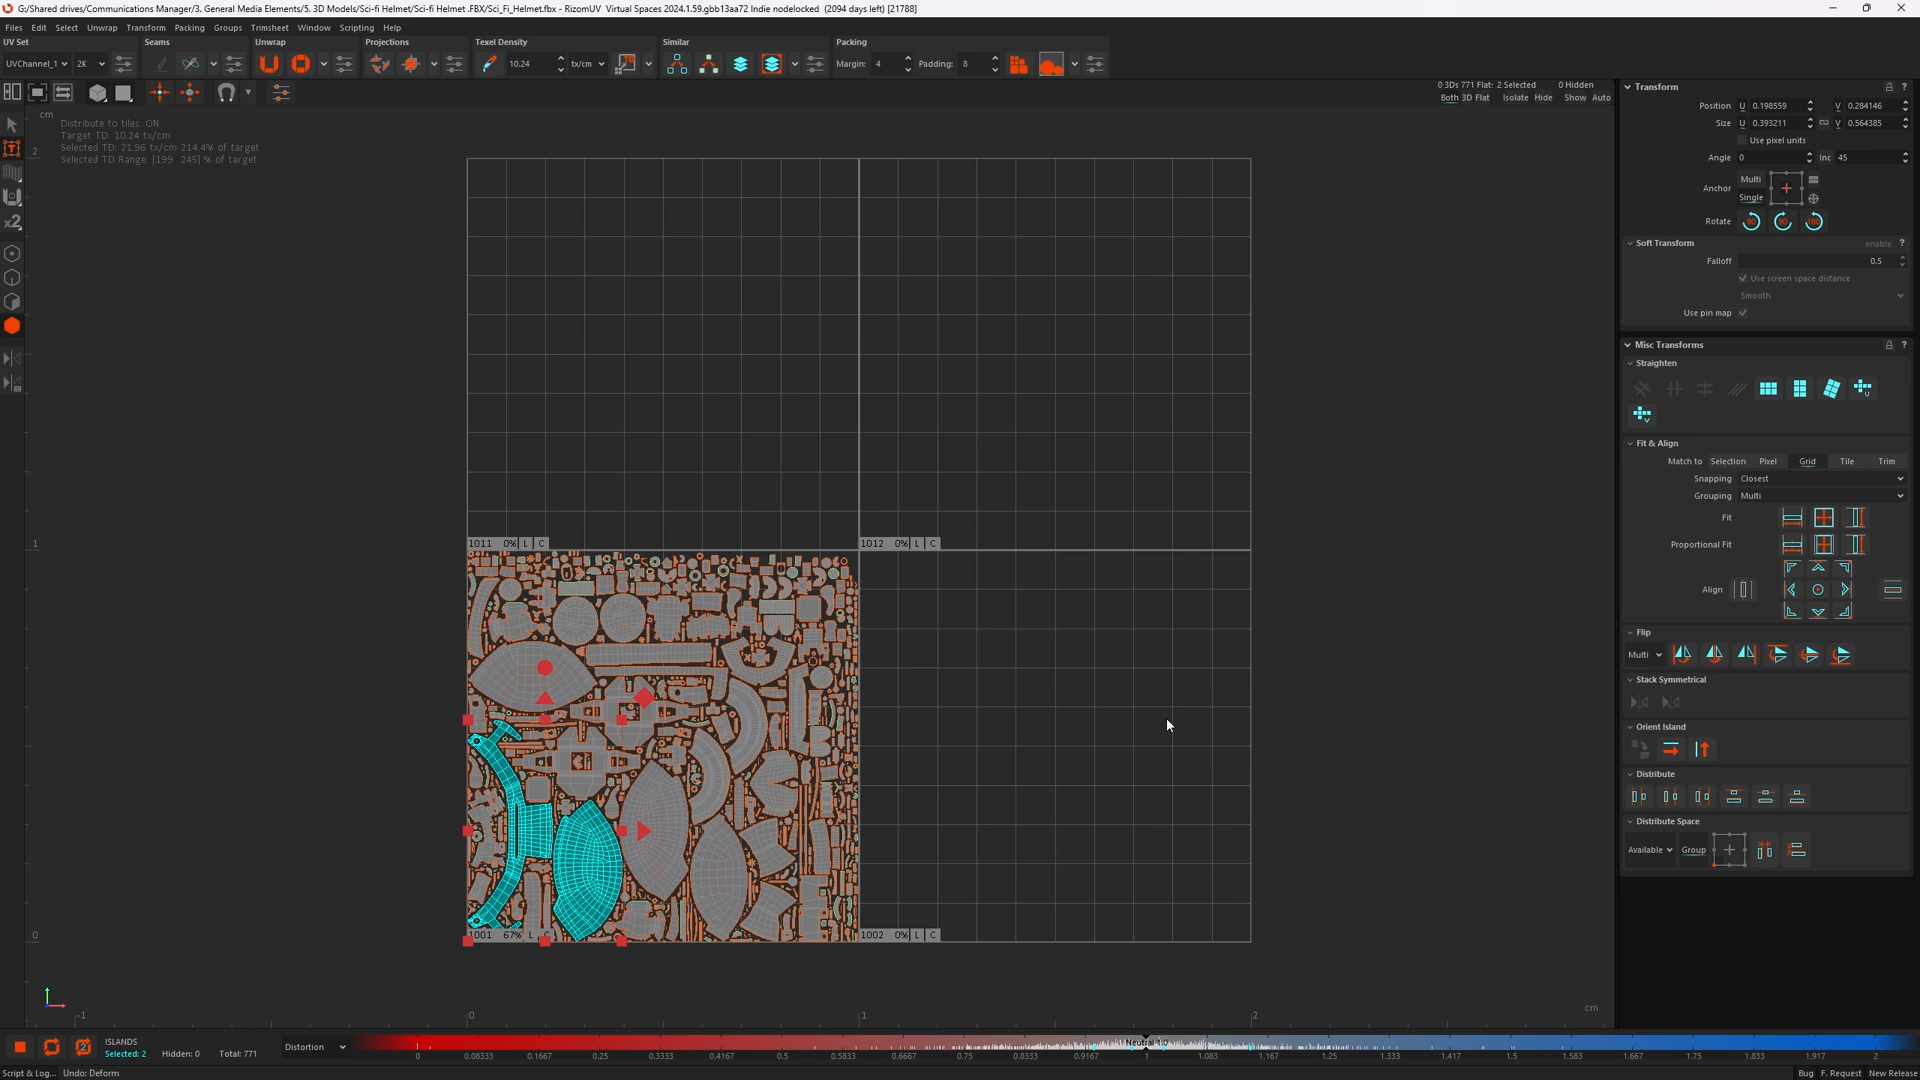 G:/Shared drives/Communications Manager/3. General Media Elements/5. 3D Models/Sci-fi Helmet/Sci-fi Helmet .FBX/Sci_Fi_Helmet.fbx - RizomUV Virtual Spaces 2024.1.59.gbb13aa72 Indie nodelocked (2094 days left) [21788]
Files Edit Select Unwrap Transform Packing Groups Trimsheet Window Scripting Help
UV Set Seams Unwrap Projections Texel Density Similar Packing
UVChannel_1 2K 10.24 tx/cm Margin: 4 Padding: 8
0 3Ds 771 Flat: 2 Selected 0 Hidden
Both 3D Flat Isolate Hide Show Auto
cm
Distribute to tiles: ON
Target TD: 10.24 tx/cm
Selected TD: 21.96 tx/cm 214.4% of target
Selected TD Range: [199 245] % of target
x2
2
1
0
1011 0% L C
1012 0% L C
1001 67% L C
1002 0% L C
-1 0 1 2 cm
Transform ?
Position U 0.198559 V 0.284146
Size U 0.393211 V 0.564385
Use pixel units
Angle 0 Inc 45
Anchor Multi
Single
Rotate 90 90 180
Soft Transform enable ?
Falloff 0.5
Use screen space distance
Smooth
Use pin map
Misc Transforms ?
Straighten
U
V
Fit & Align
Match to Selection Pixel Grid Tile Trim
Snapping Closest
Grouping Multi
Fit
Proportional Fit
Align
Flip
Multi
Stack Symmetrical
Orient Island
Distribute
Distribute Space
Available Group
ISLANDS
Selected: 2 Hidden: 0 Total: 771
Distortion
Neutral 1.0
0 0.08333 0.1667 0.25 0.3333 0.4167 0.5 0.5833 0.6667 0.75 0.8333 0.9167 1 1.083 1.167 1.25 1.333 1.417 1.5 1.583 1.667 1.75 1.833 1.917 2
Script & Log... Undo: Deform
Bug F. Request New Release